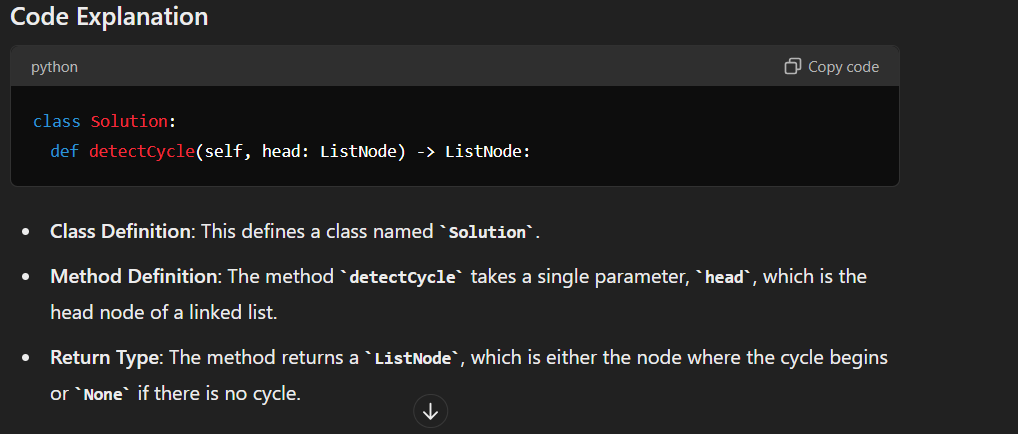 Code Explanation
python
Copy code
class Solution:
  def detectCycle(self, head: ListNode) -> ListNode:
• Class Definition: This defines a class named `Solution`.
• Method Definition: The method `detectCycle` takes a single parameter, `head`, which is the
head node of a linked list.
• Return Type: The method returns a `ListNode`, which is either the node where the cycle begins
or `None` if there is no cycle.